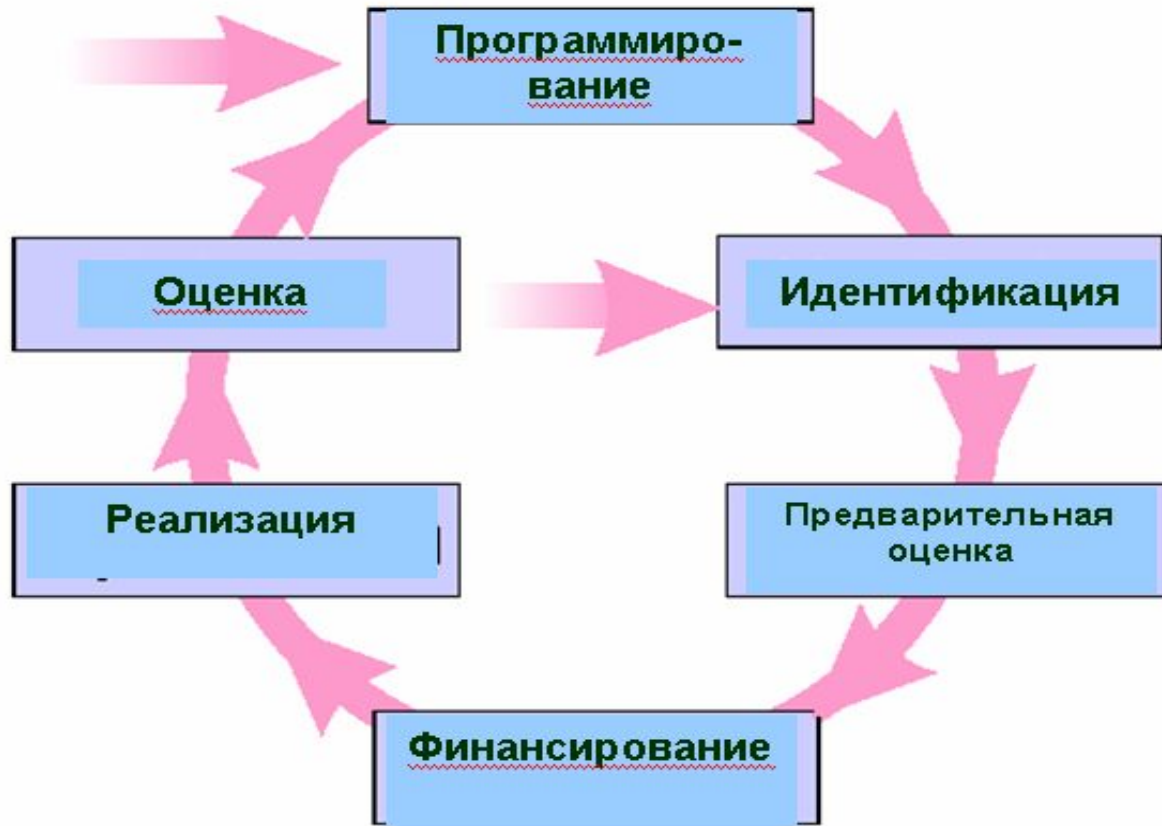 Программиро-
вание
Оценка
Идентификация
Реализация
Предварительная
оценка
Финансирование